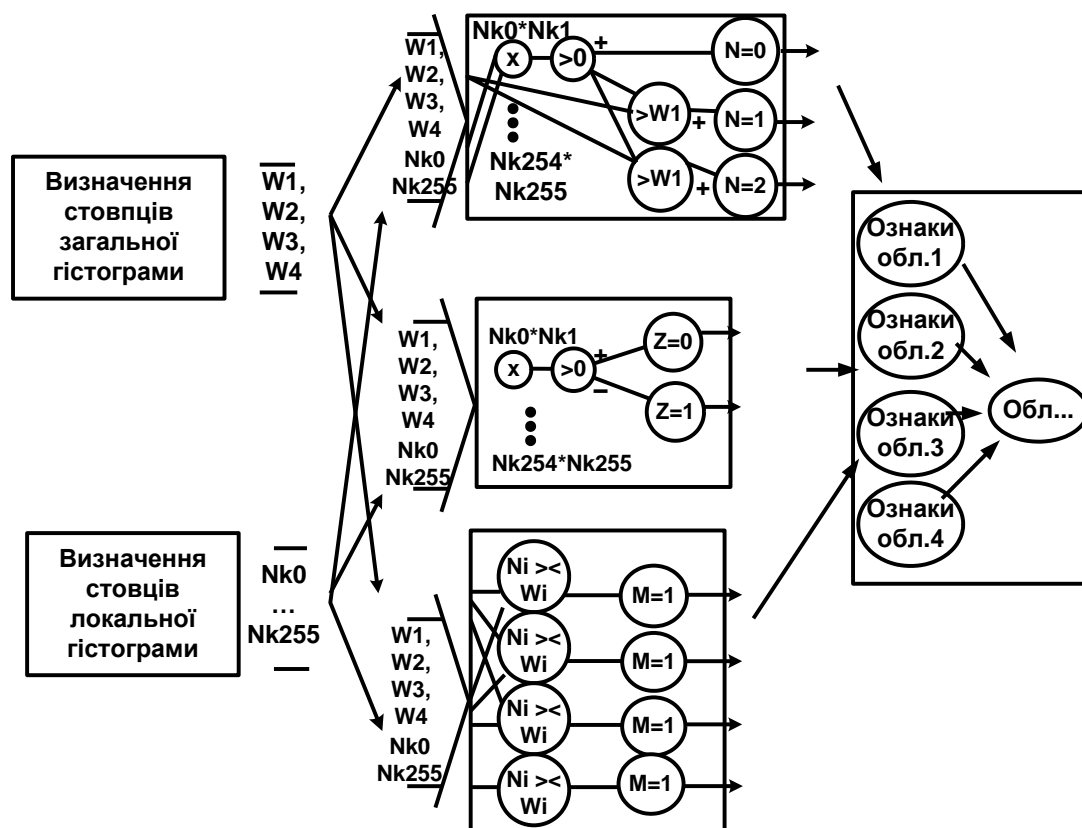 Визначення
стовпців
загальної
гістограми
W1,
W2,
W3,
W4
Визначення
стовців
локальної
гістограми
Nk0
...
Nk255
W1,
W2,
W3,
W4
Nk0
Nk255
Nk0*Nk1
x
>0
+
N=0
>W1
+
N=1
>W1
+
N=2
Nk254*
Nk255
W1,
W2,
W3,
W4
Nk0
Nk255
Nk0*Nk1
x
>0
+
–
Z=0
Z=1
Nk254*Nk255
W1,
W2,
W3,
W4
Nk0
Nk255
Ni ><
Wi
M=1
Ni ><
Wi
M=1
Ni ><
Wi
M=1
Ni ><
Wi
M=1
Ознаки
обл.1
Ознаки
обл.2
Ознаки
обл.3
Ознаки
обл.4
Обл...